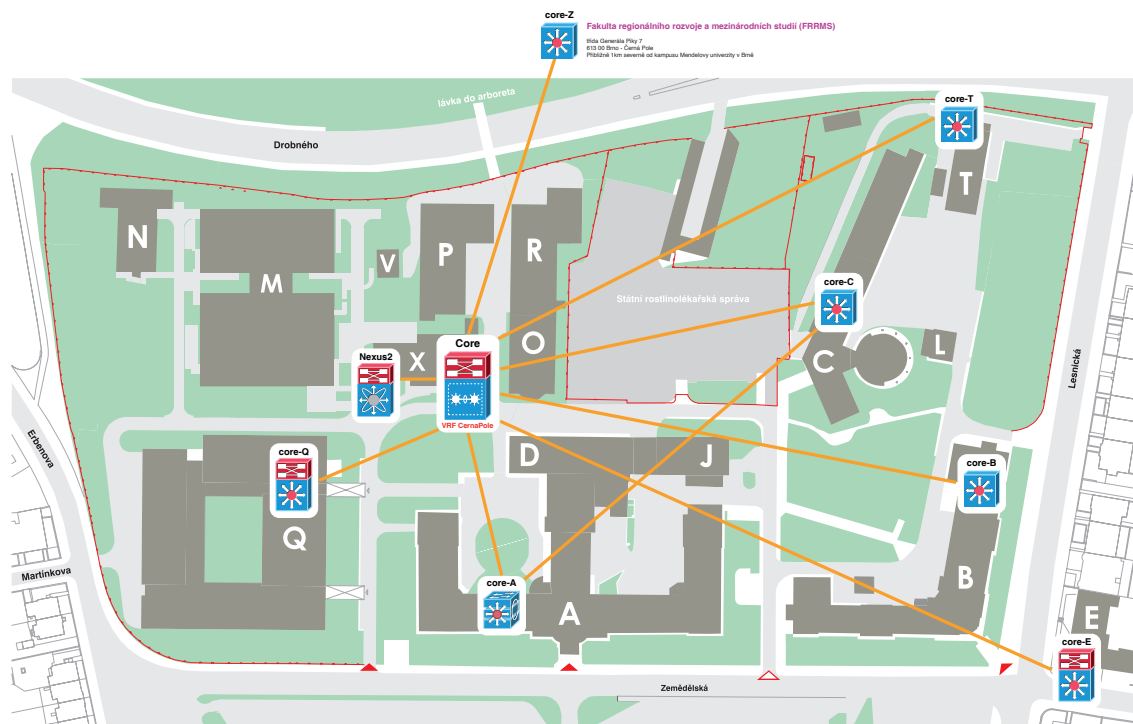 core-Z
Fakulta regionálního rozvoje a mezinárodních studií (FRRMS)
třída Generála Píky 7
613 00 Brno - Černá Pole
Přibližně 1km severně od kampusu Mendelovy univerzity v Brně
lávka do arboreta
core-T
Drobného
T
N
V
P
R
M
Státní rostlinolékařská správa
core-C
Core
O
L
Nexus2
X
C
Lesnická
VRF CernaPole
Erbenova
core-Q
D
J
core-B
Q
Martinkova
core-A
B
A
E
core-E
Zemědělská